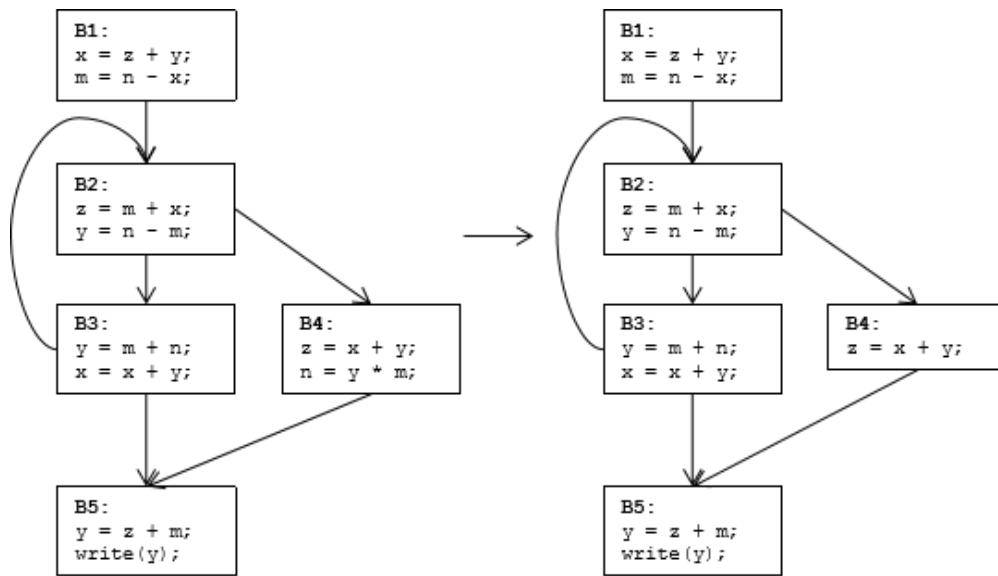 B1:
x = z + y;
m = n - x;
B2:
z = m + x;
y = n - m;
B3:
y = m + n;
x = x + y;
B4:
z = x + y;
n = y * m;
B5:
y = z + m;
write(y);
B1:
x = z + y;
m = n - x;
B2:
z = m + x;
y = n - m;
B3:
y = m + n;
x = x + y;
B4:
z = x + y;
B5:
y = z + m;
write(y);